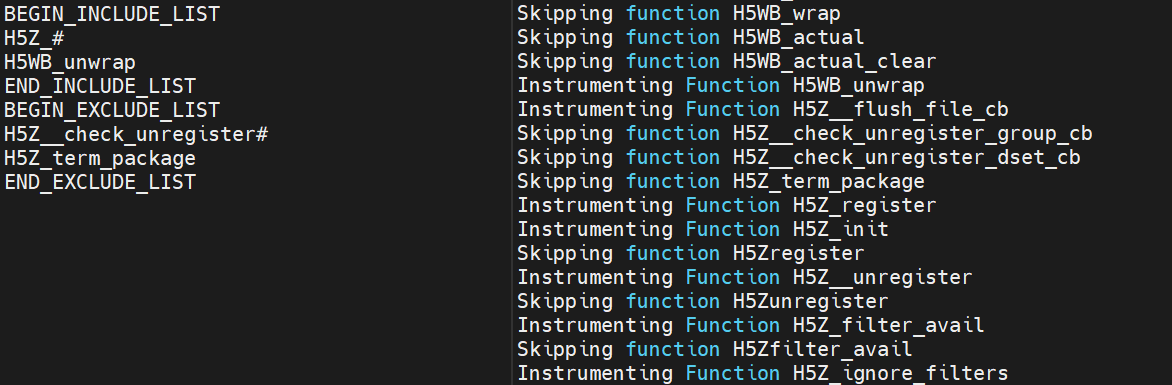 BEGIN_INCLUDE_LIST
H5Z_#
H5WB_unwrap
END_INCLUDE_LIST
BEGIN_EXCLUDE_LIST
H5Z__check_unregister#
H5Z_term_package
END_EXCLUDE_LIST
Skipping function H5WB_wrap
Skipping function H5WB_actual
Skipping function H5WB_actual_clear
Instrumenting Function H5WB_unwrap
Instrumenting Function H5Z__flush_file_cb
Skipping function H5Z__check_unregister_group_cb
Skipping function H5Z__check_unregister_dset_cb
Skipping function H5Z_term_package
Instrumenting Function H5Z_register
Instrumenting Function H5Z_init
Skipping function H5Zregister
Instrumenting Function H5Z__unregister
Skipping function H5Zunregister
Instrumenting Function H5Z_filter_avail
Skipping function H5Zfilter_avail
Instrumenting Function H5Z_ignore_filters